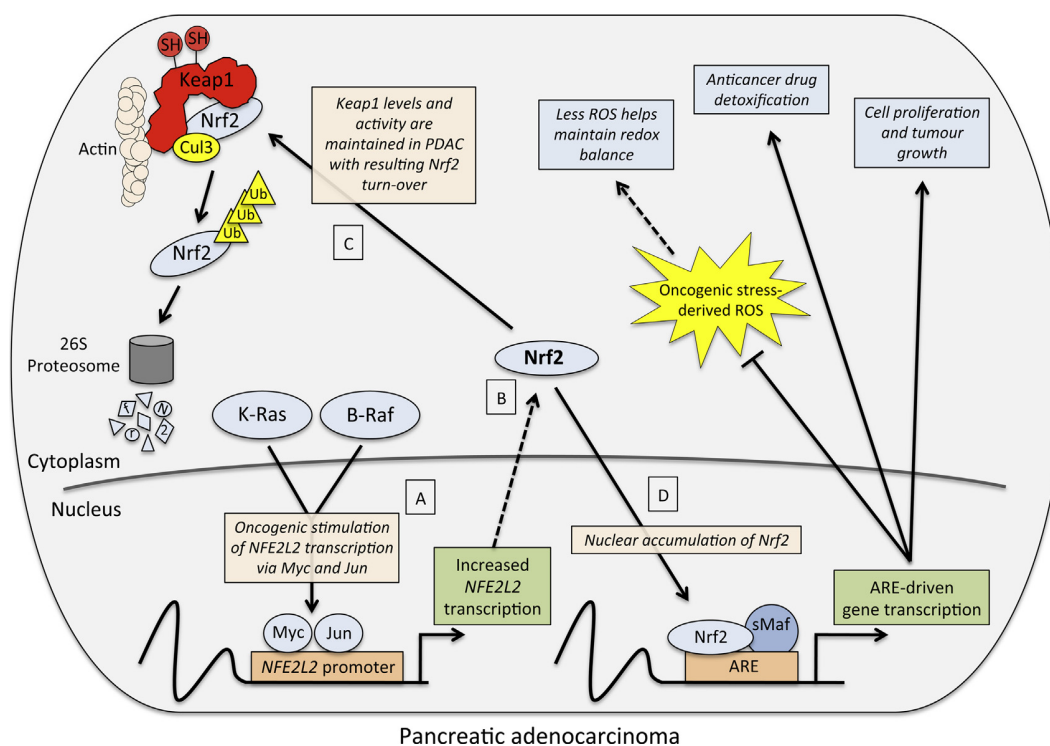 SH
SH
Keap1
Nrf2
Cul3
Actin
Ub
Ub
Ub
Nrf2
26S
Proteosome
f
N
r
2
Keap1 levels and
activity are
maintained in PDAC
with resulting Nrf2
turn-over
C
Less ROS helps
maintain redox
balance
Anticancer drug
detoxification
Cell proliferation
and tumour
growth
Oncogenic stress-
derived ROS
Nrf2
B
K-Ras
B-Raf
Cytoplasm
Nucleus
A
D
Oncogenic stimulation
of NFE2L2 transcription
via Myc and Jun
Increased
NFE2L2
transcription
Nuclear accumulation of Nrf2
ARE-driven
gene transcription
Myc
Jun
NFE2L2 promoter
Nrf2
sMaf
ARE
Pancreatic adenocarcinoma